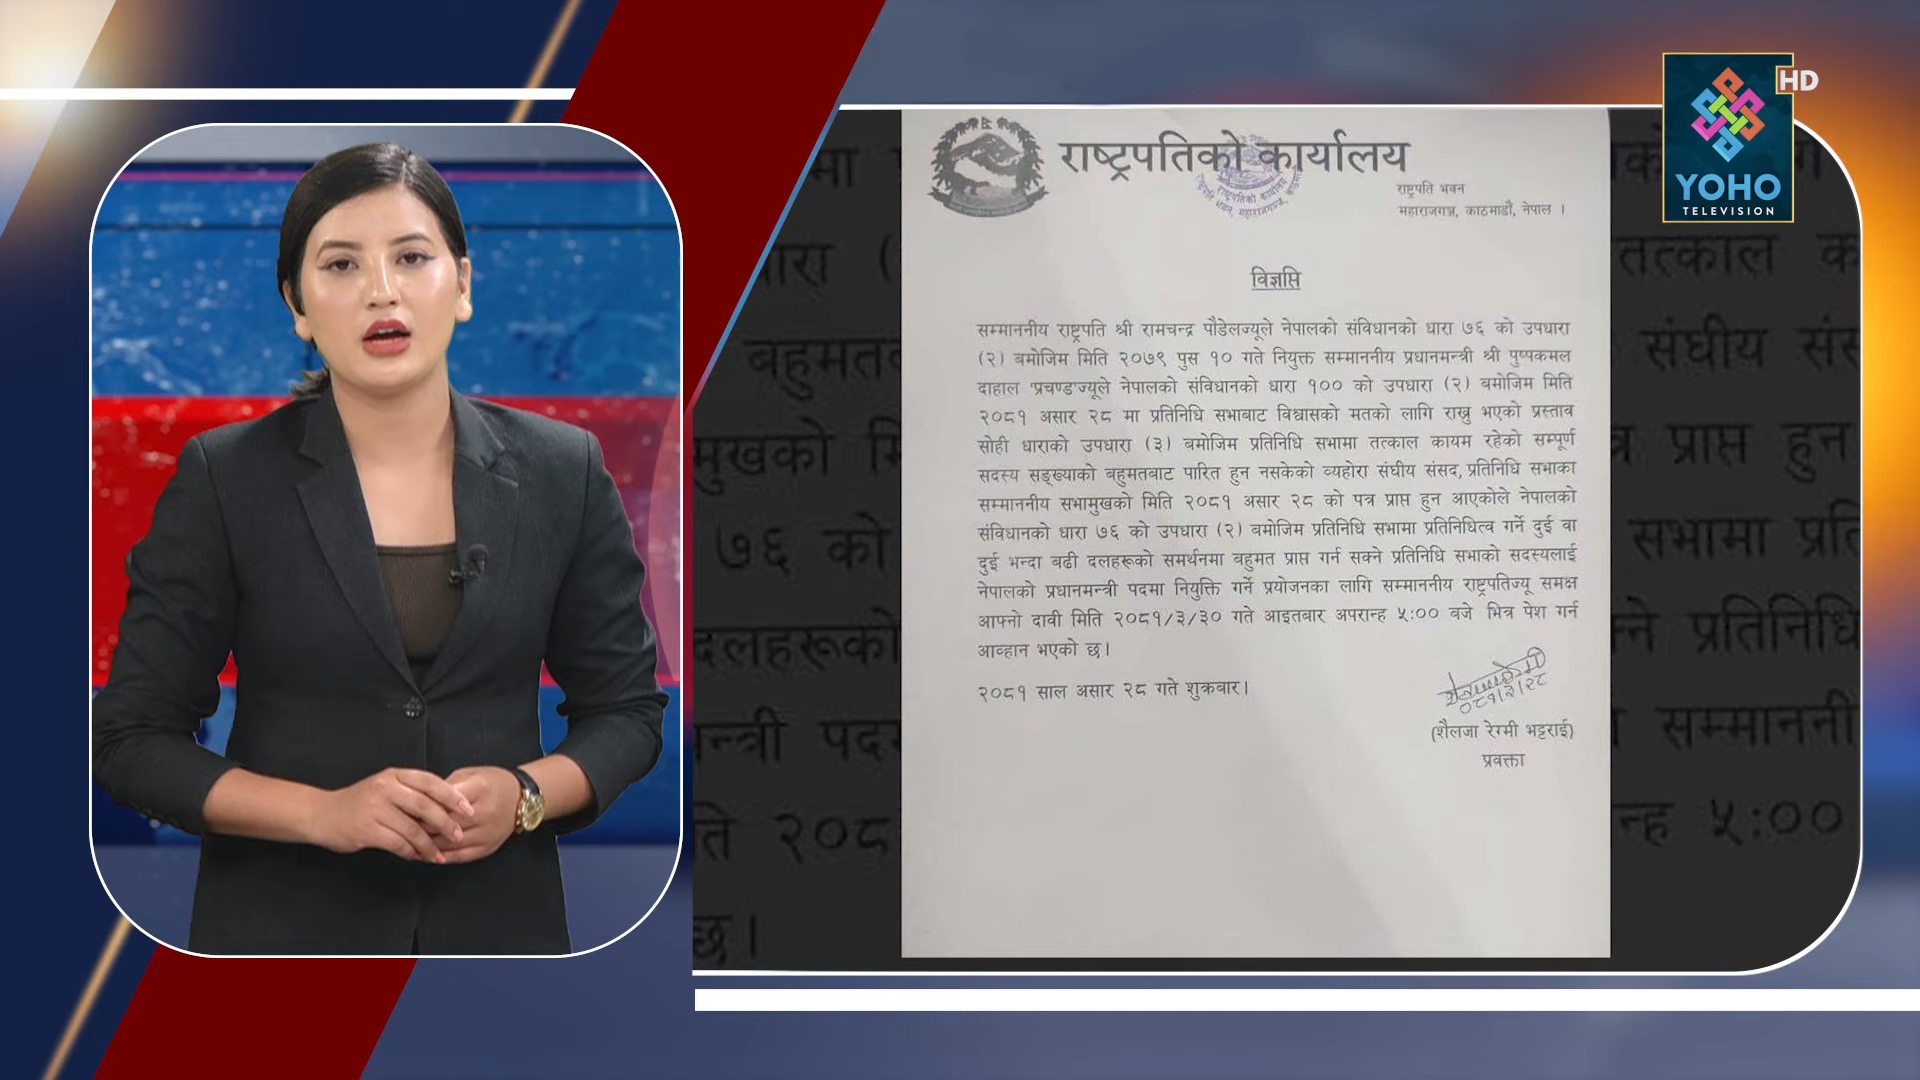 राष्ट्रपतिको कार्यालय
राष्ट्रपति भवन
महाराजगञ्ज, काठमाडौं, नेपाल ।
विज्ञप्ति
सम्माननीय राष्ट्रपति श्री रामचन्द्र पौडेलज्यूले नेपालको संविधानको धारा ७६ को उपधारा
(२) बमोजिम मिति २०७९ पुस १० गते नियुक्त सम्माननीय प्रधानमन्त्री श्री पुष्पकमल
दाहाल 'प्रचण्ड'ज्यूले नेपालको संविधानको धारा १०० को उपधारा (२) बमोजिम मिति
२०८१ असार २८ मा प्रतिनिधि सभाबाट विश्वासको मतको लागि राख्नु भएको प्रस्ताव
सोही धाराको उपधारा (३) बमोजिम प्रतिनिधि सभामा तत्काल कायम रहेको सम्पूर्ण
सदस्य सङ्ख्याको बहुमतबाट पारित हुन नसकेको व्यहोरा संघीय संसद, प्रतिनिधि सभाका
सम्माननीय सभामुखको मिति २०८१ असार २८ को पत्र प्राप्त हुन आएकोले नेपालको
संविधानको धारा ७६ को उपधारा (२) बमोजिम प्रतिनिधि सभामा प्रतिनिधित्व गर्ने दुई वा
दुई भन्दा बढी दलहरूको समर्थनमा बहुमत प्राप्त गर्न सक्ने प्रतिनिधि सभाको सदस्यलाई
नेपालको प्रधानमन्त्री पदमा नियुक्ति गर्ने प्रयोजनका लागि सम्माननीय राष्ट्रपतिज्यू समक्ष
आफ्नो दावी मिति २०८१/३/३० गते आइतबार अपरान्ह ५:०० बजे भित्र पेश गर्न
आव्हान भएको छ।
२०८१ साल असार २८ गते शुक्रबार।
०८१/३/२८
(शैलजा रेग्मी भट्टराई)
प्रवक्ता
HD
YOHO
TELEVISION